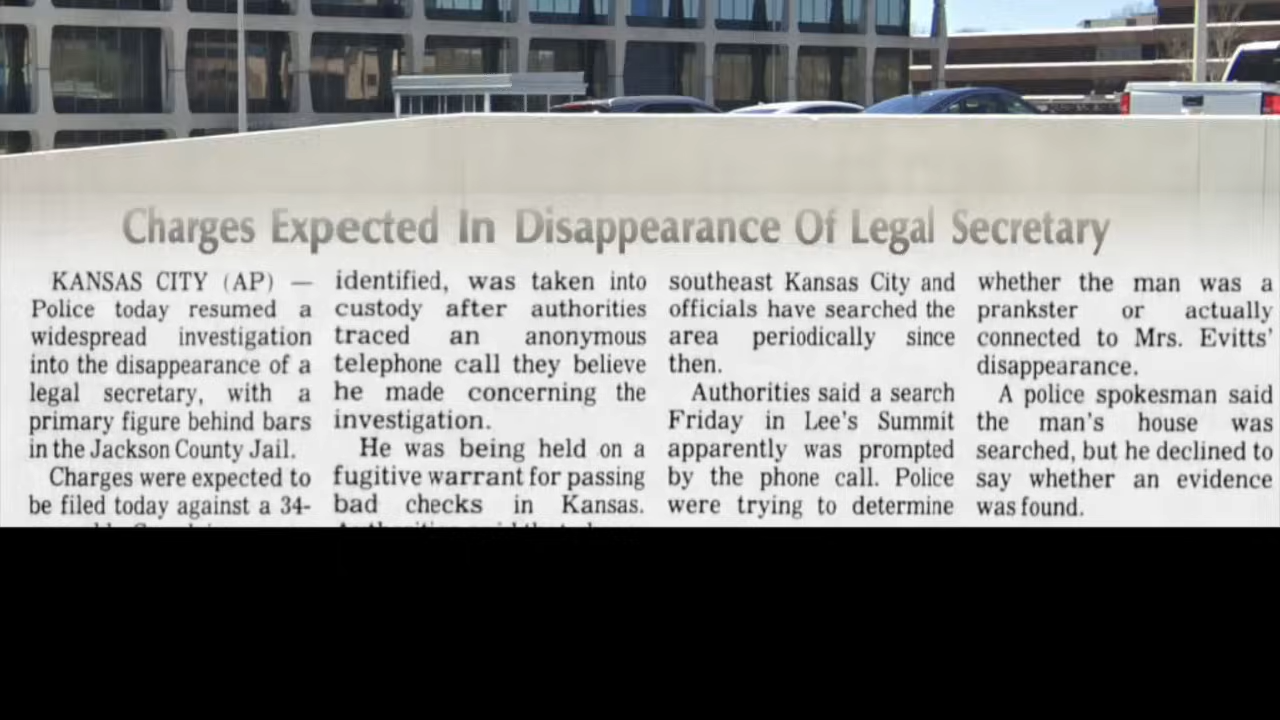 Charges Expected In Disappearance Of Legal Secretary
KANSAS CITY (AP) —
Police today resumed a
widespread investigation
into the disappearance of a
legal secretary, with a
primary figure behind bars
in the Jackson County Jail.
Charges were expected to
be filed today against a 34-
identified, was taken into
custody after authorities
traced an anonymous
telephone call they believe
he made concerning the
investigation.
He was being held on a
fugitive warrant for passing
bad checks in Kansas.
southeast Kansas City and
officials have searched the
area periodically since
then.
Authorities said a search
Friday in Lee's Summit
apparently was prompted
by the phone call. Police
were trying to determine
whether the man was a
prankster or actually
connected to Mrs. Evitts'
disappearance.
A police spokesman said
the man's house was
searched, but he declined to
say whether an evidence
was found.